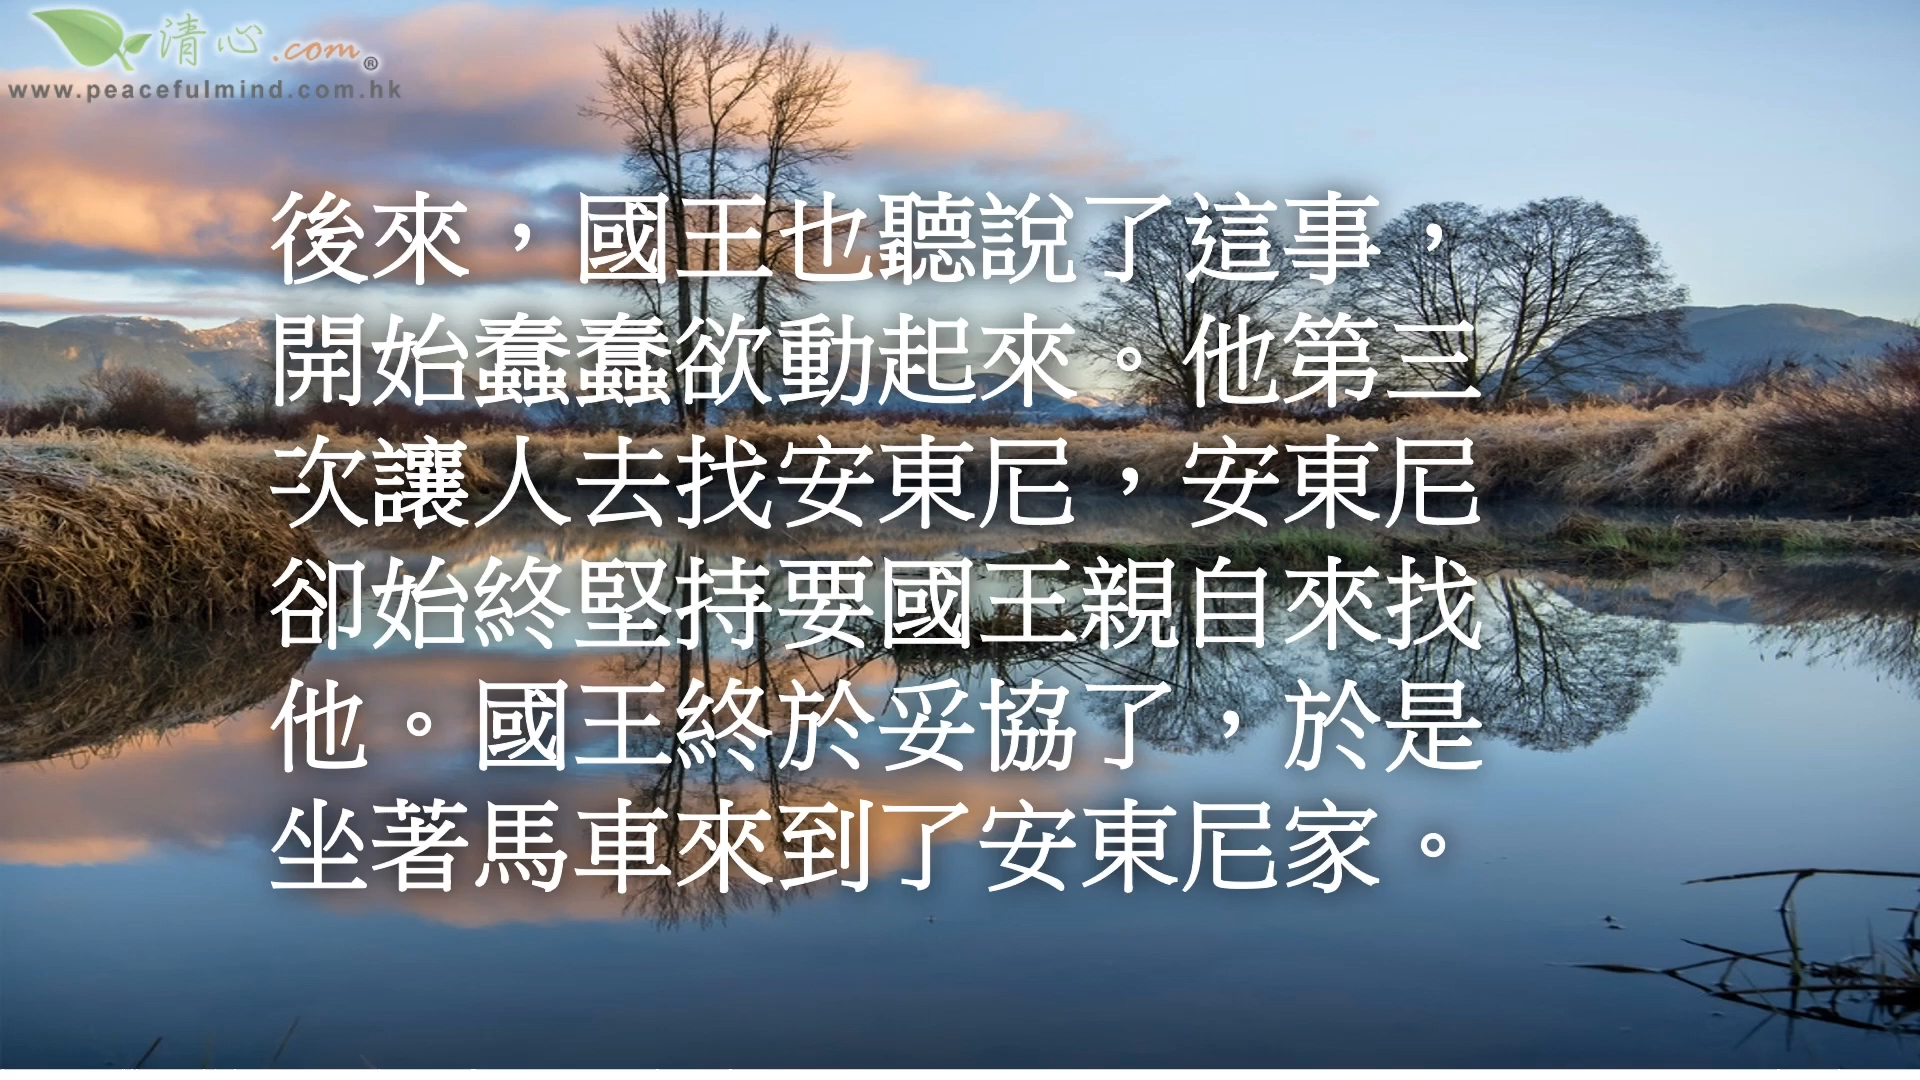 清心.com®
www.peacefulmind.com.hk
後來，國王也聽說了這事，
開始蠢蠢欲動起來。他第三
次讓人去找安東尼，安東尼
卻始終堅持要國王親自來找
他。國王終於妥協了，於是
坐著馬車來到了安東尼家。